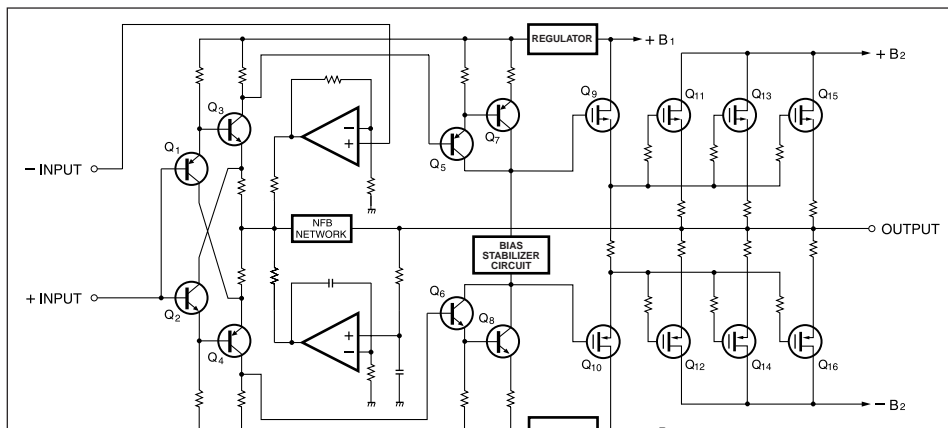 REGULATOR
+ B1
+ B2
Q3
Q9
Q11
Q13
Q15
Q1
Q7
Q5
− INPUT
NFB
NETWORK
OUTPUT
BIAS
STABILIZER
CIRCUIT
+ INPUT
Q6
Q2
Q8
Q4
Q10
Q12
Q14
Q16
− B2